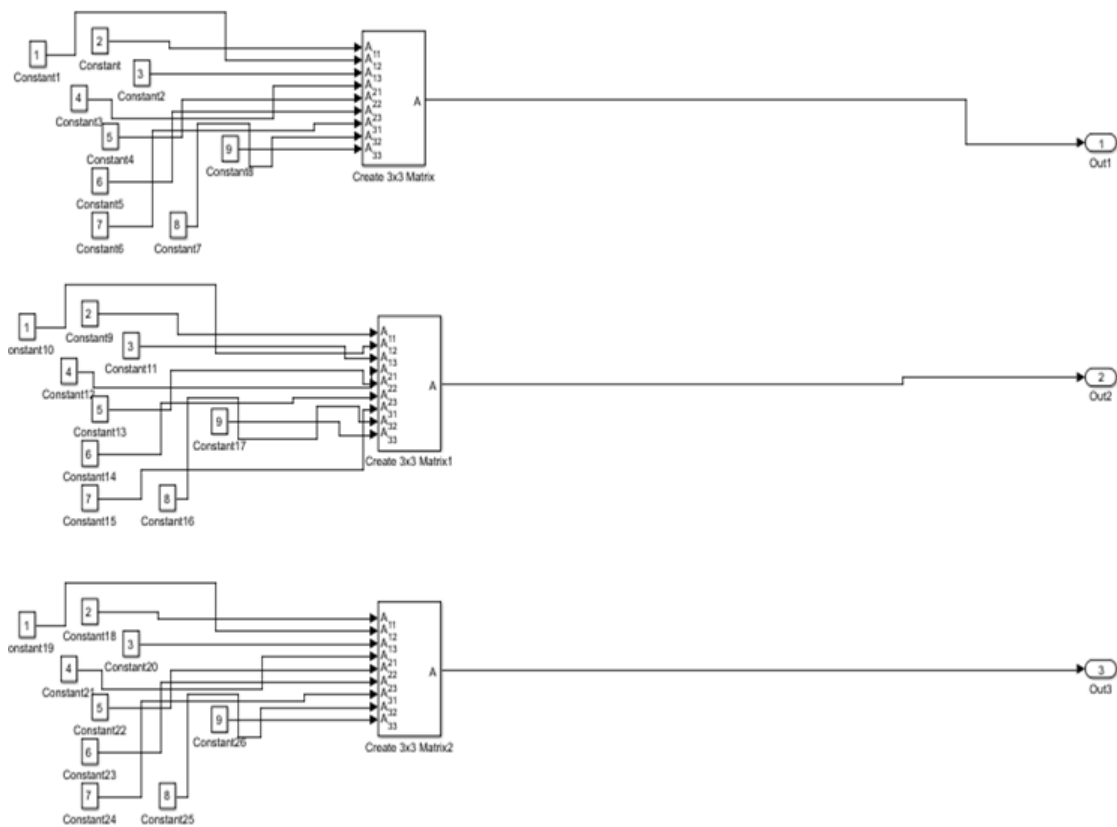 1
Constant1
2
Constant
3
Constant2
4
Constant3
5
Constant4
6
Constant5
7
Constant6
8
Constant7
9
Constant8
A11
A12
A13
A21
A22
A23
A31
A32
A33
A
Create 3x3 Matrix
1
Out1
1
onstant10
2
Constant9
3
Constant11
4
Constant12
5
Constant13
6
Constant14
7
Constant15
8
Constant16
9
Constant17
A11
A12
A13
A21
A22
A23
A31
A32
A33
A
Create 3x3 Matrix1
2
Out2
1
onstant19
2
Constant18
3
Constant20
4
Constant21
5
Constant22
6
Constant23
7
Constant24
8
Constant25
9
Constant26
A11
A12
A13
A21
A22
A23
A31
A32
A33
A
Create 3x3 Matrix2
3
Out3